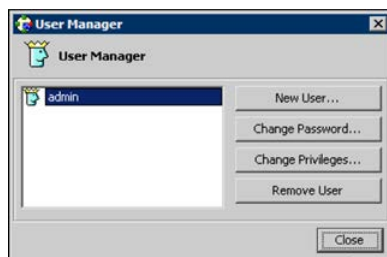 User Manager
User Manager
admin
New User...
Change Password...
Change Privileges...
Remove User
Close